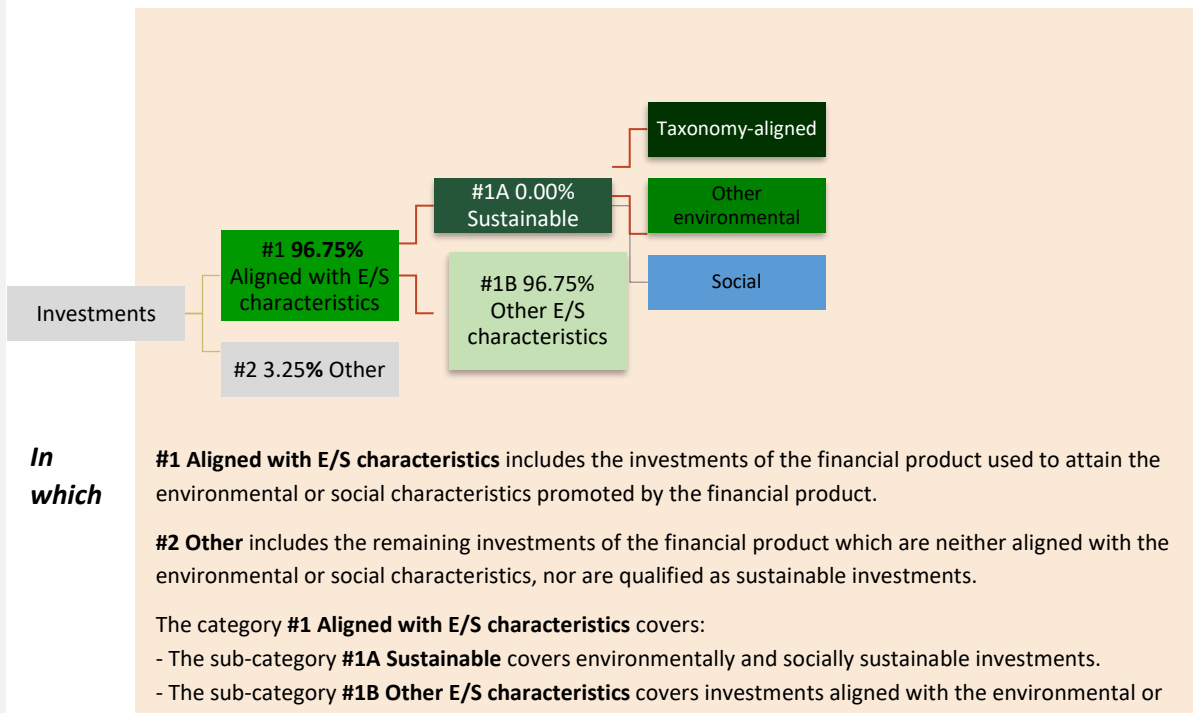 Taxonomy-aligned
#1A 0.00%
Sustainable
Other
environmental
#1 96.75%
Aligned with E/S
characteristics
#1B 96.75%
Other E/S
characteristics
Social
Investments
#2 3.25% Other
In
which
#1 Aligned with E/S characteristics includes the investments of the financial product used to attain the
environmental or social characteristics promoted by the financial product.
#2 Other includes the remaining investments of the financial product which are neither aligned with the
environmental or social characteristics, nor are qualified as sustainable investments.
The category #1 Aligned with E/S characteristics covers:
- The sub-category #1A Sustainable covers environmentally and socially sustainable investments.
- The sub-category #1B Other E/S characteristics covers investments aligned with the environmental or